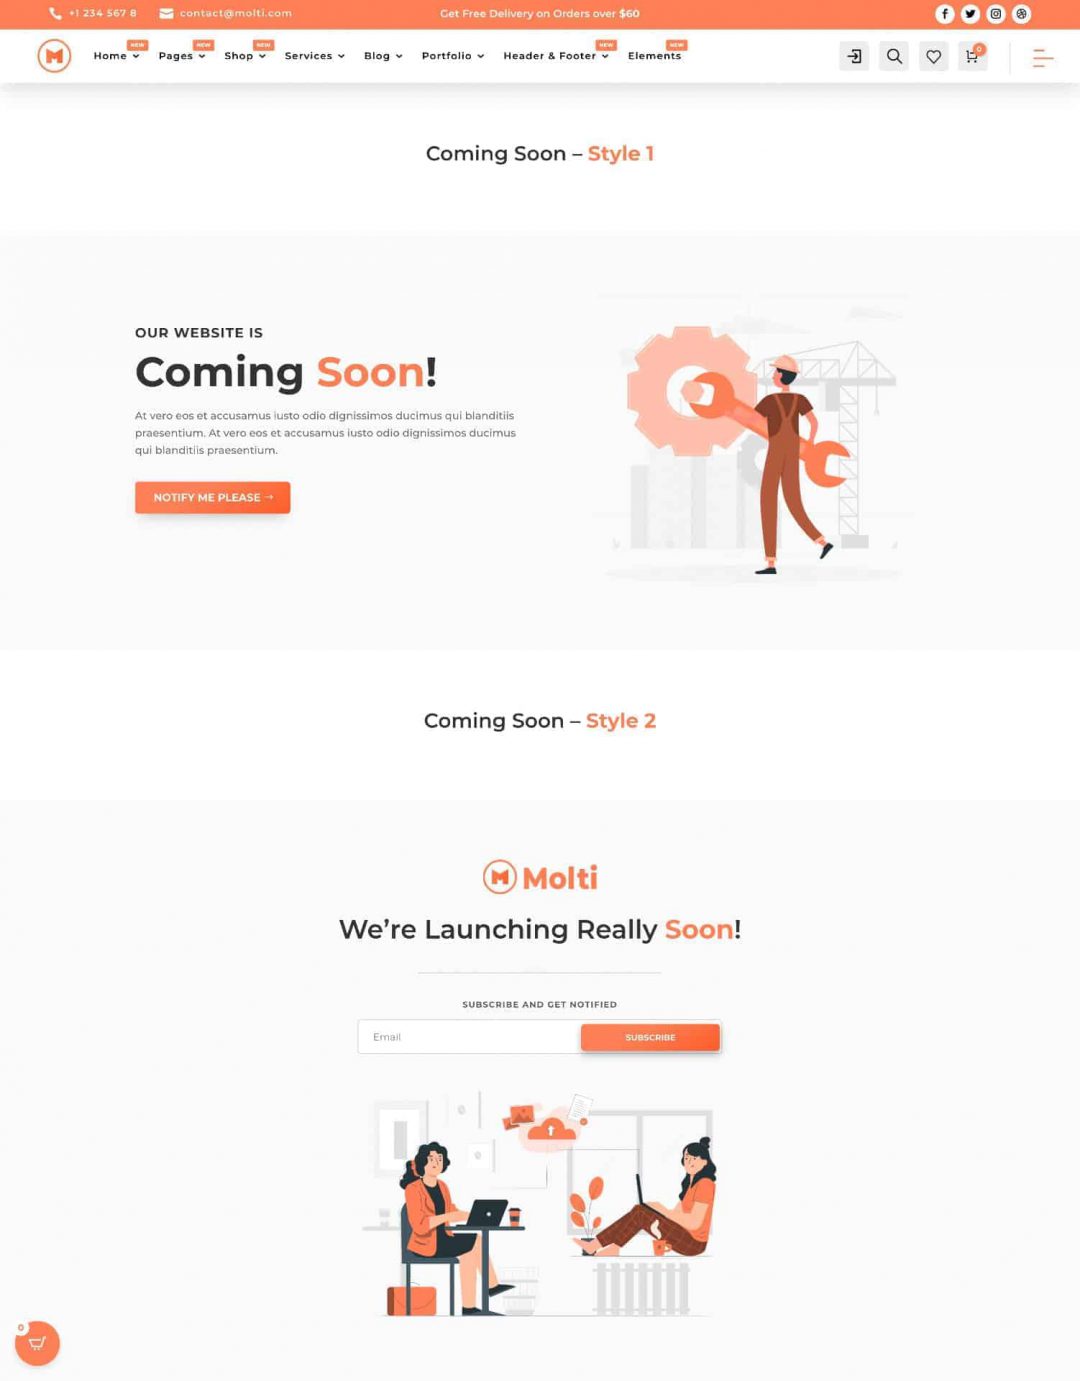 +1 234 567 8 contact@molti.com Get Free Delivery on Orders over $60
NEW NEW NEW NEW NEW
Home Pages Shop Services Blog Portfolio Header & Footer Elements 0
Coming Soon – Style 1
OUR WEBSITE IS
Coming Soon!
At vero eos et accusamus iusto odio dignissimos ducimus qui blanditiis
praesentium. At vero eos et accusamus iusto odio dignissimos ducimus
qui blanditiis praesentium.
NOTIFY ME PLEASE →
Coming Soon – Style 2
M Molti
We're Launching Really Soon!
SUBSCRIBE AND GET NOTIFIED
Email SUBSCRIBE
0